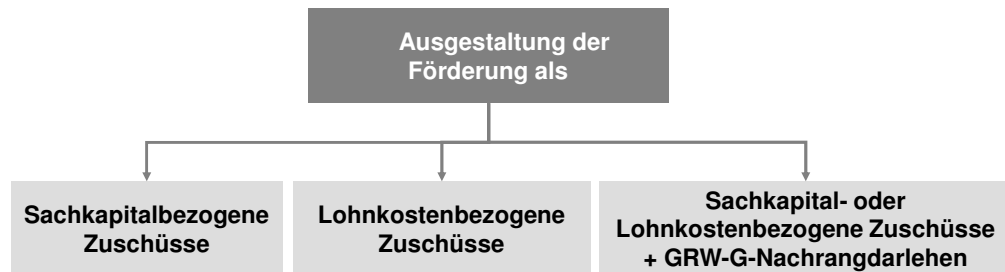 Ausgestaltung der
Förderung als
Sachkapitalbezogene
Zuschüsse
Lohnkostenbezogene
Zuschüsse
Sachkapital- oder
Lohnkostenbezogene Zuschüsse
+ GRW-G-Nachrangdarlehen